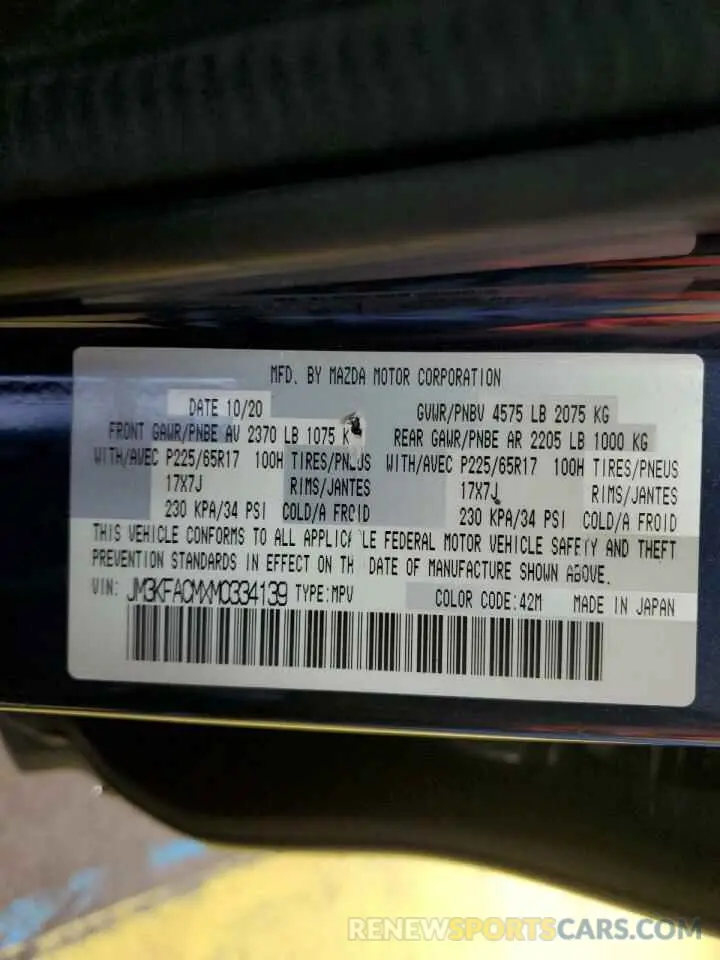 MFD. BY MAZDA MOTOR CORPORATION
DATE 10/20 GVWR/PNBV 4575 LB 2075 KG
FRONT GAWR/PNBE AV 2370 LB 1075 K REAR GAWR/PNBE AR 2205 LB 1000 KG
WITH/AVEC P225/65R17 100H TIRES/PNEUS WITH/AVEC P225/65R17 100H TIRES/PNEUS
17X7J RIMS/JANTES 17X7J RIMS/JANTES
230 KPA/34 PSI COLD/A FROID 230 KPA/34 PSI COLD/A FROID
THIS VEHICLE CONFORMS TO ALL APPLICABLE FEDERAL MOTOR VEHICLE SAFETY AND THEFT
PREVENTION STANDARDS IN EFFECT ON THE DATE OF MANUFACTURE SHOWN ABOVE.
VIN: JM3KFACMXM0334139 TYPE:MPV COLOR CODE:42M MADE IN JAPAN
RENEWSPORTSCARS.COM